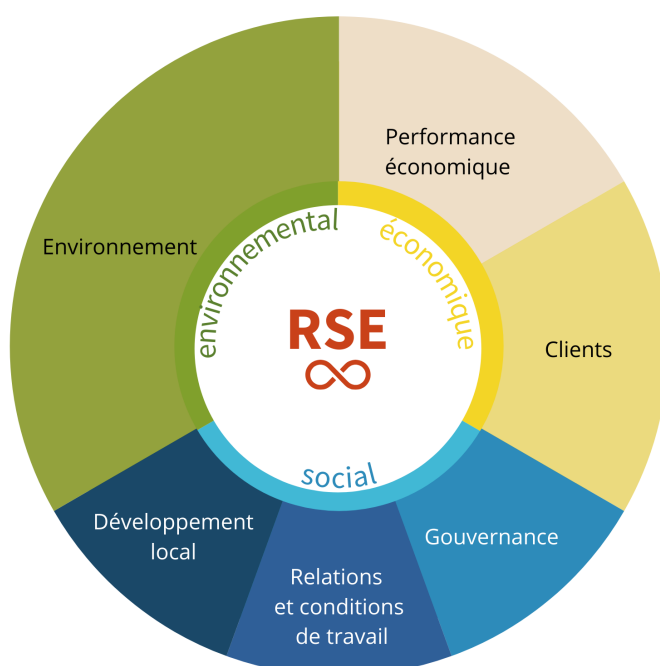 Performance
économique
Environnement
environnemental
économique
RSE
Clients
social
Développement
local
Gouvernance
Relations
et conditions
de travail